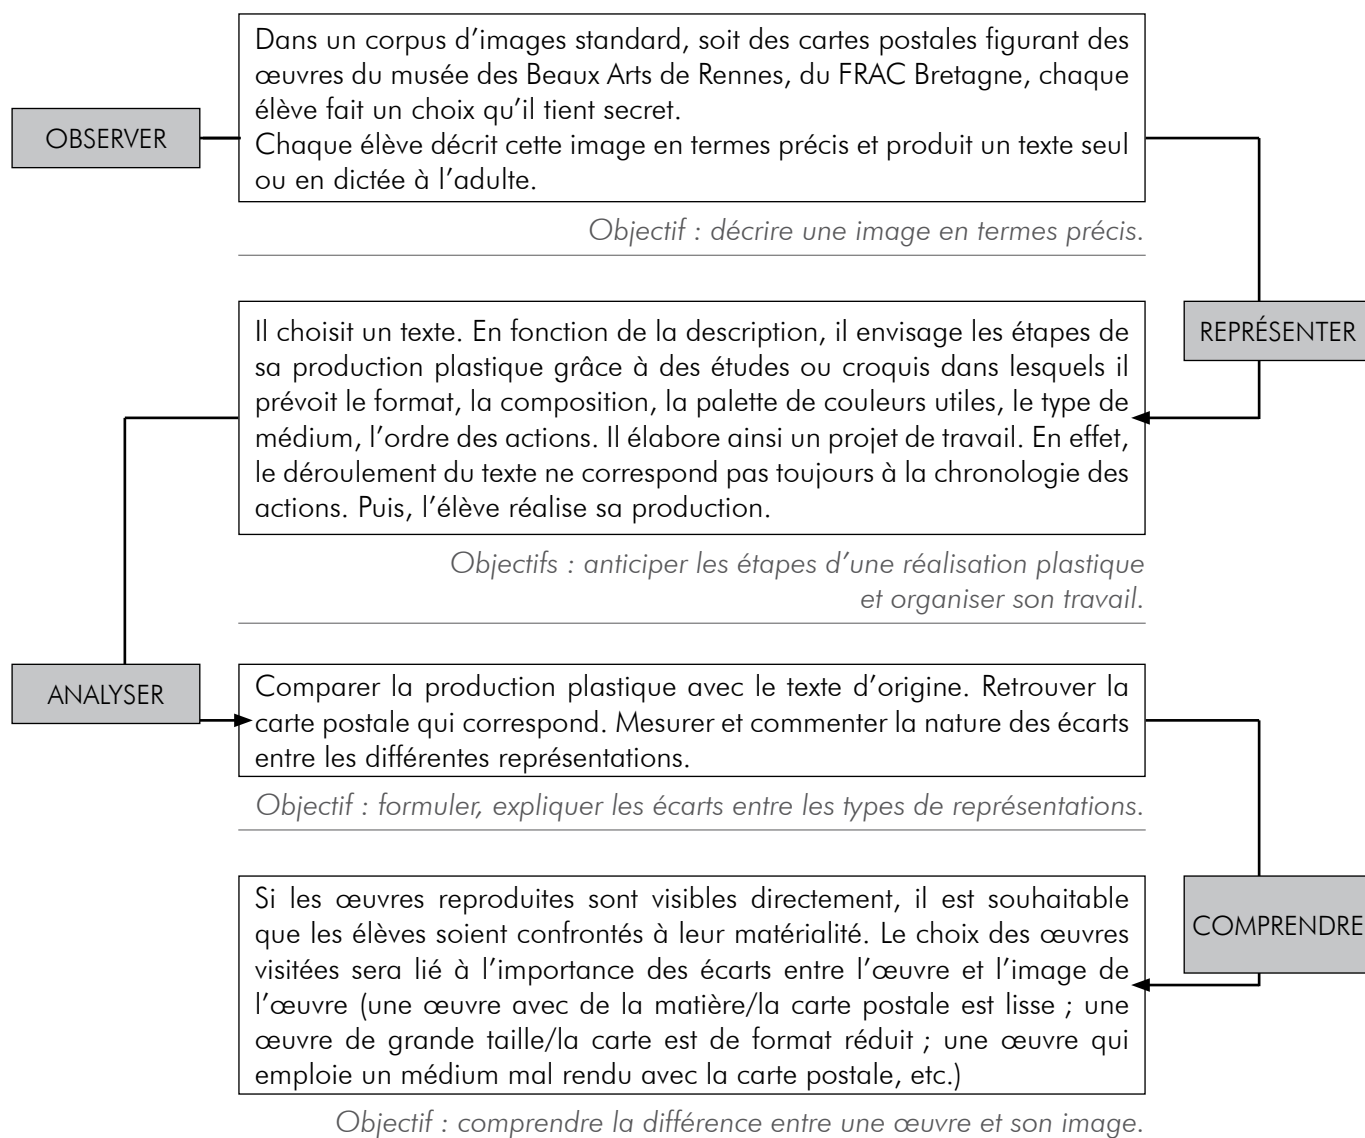 OBSERVER
Dans un corpus d’images standard, soit des cartes postales figurant des
œuvres du musée des Beaux Arts de Rennes, du FRAC Bretagne, chaque
élève fait un choix qu’il tient secret.
Chaque élève décrit cette image en termes précis et produit un texte seul
ou en dictée à l’adulte.
Objectif : décrire une image en termes précis.
REPRÉSENTER
Il choisit un texte. En fonction de la description, il envisage les étapes de
sa production plastique grâce à des études ou croquis dans lesquels il
prévoit le format, la composition, la palette de couleurs utiles, le type de
médium, l’ordre des actions. Il élabore ainsi un projet de travail. En effet,
le déroulement du texte ne correspond pas toujours à la chronologie des
actions. Puis, l’élève réalise sa production.
Objectifs : anticiper les étapes d’une réalisation plastique
et organiser son travail.
ANALYSER
Comparer la production plastique avec le texte d’origine. Retrouver la
carte postale qui correspond. Mesurer et commenter la nature des écarts
entre les différentes représentations.
Objectif : formuler, expliquer les écarts entre les types de représentations.
COMPRENDRE
Si les œuvres reproduites sont visibles directement, il est souhaitable
que les élèves soient confrontés à leur matérialité. Le choix des œuvres
visitées sera lié à l’importance des écarts entre l’œuvre et l’image de
l’œuvre (une œuvre avec de la matière/la carte postale est lisse ; une
œuvre de grande taille/la carte est de format réduit ; une œuvre qui
emploie un médium mal rendu avec la carte postale, etc.)
Objectif : comprendre la différence entre une œuvre et son image.